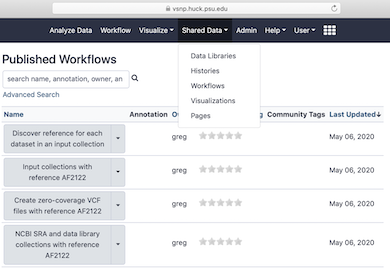 vsnp.huck.psu.edu
Analyze Data Workflow Visualize Shared Data Admin Help User
Published Workflows
search name, annotation, owner, an
Advanced Search
Data Libraries
Histories
Workflows
Visualizations
Pages
Name Annotation Community Tags Last Updated↓
Discover reference for each
dataset in an input collection
greg May 06, 2020
Input collections with
reference AF2122
greg May 06, 2020
Create zero-coverage VCF
files with reference AF2122
greg May 06, 2020
NCBI SRA and data library
collections with reference
AF2122
greg May 06, 2020